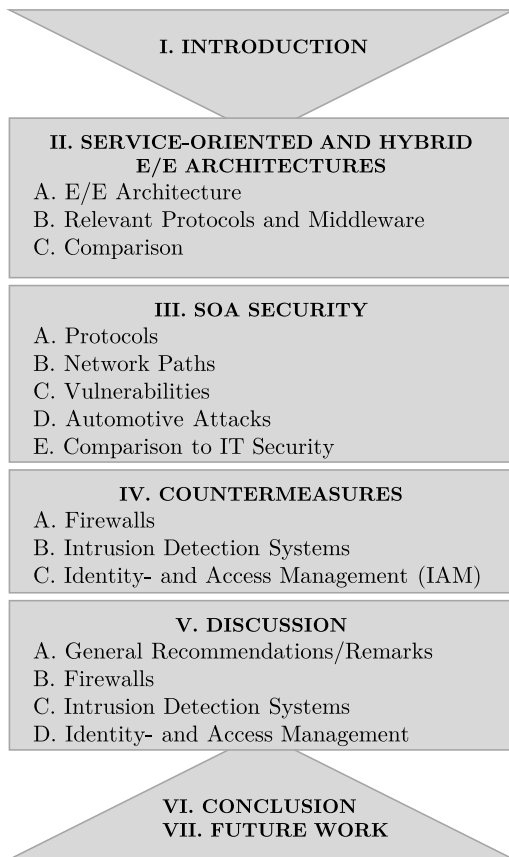 I. INTRODUCTION
II. SERVICE-ORIENTED AND HYBRID
E/E ARCHITECTURES
A. E/E Architecture
B. Relevant Protocols and Middleware
C. Comparison
III. SOA SECURITY
A. Protocols
B. Network Paths
C. Vulnerabilities
D. Automotive Attacks
E. Comparison to IT Security
IV. COUNTERMEASURES
A. Firewalls
B. Intrusion Detection Systems
C. Identity- and Access Management (IAM)
V. DISCUSSION
A. General Recommendations/Remarks
B. Firewalls
C. Intrusion Detection Systems
D. Identity- and Access Management
VI. CONCLUSION
VII. FUTURE WORK